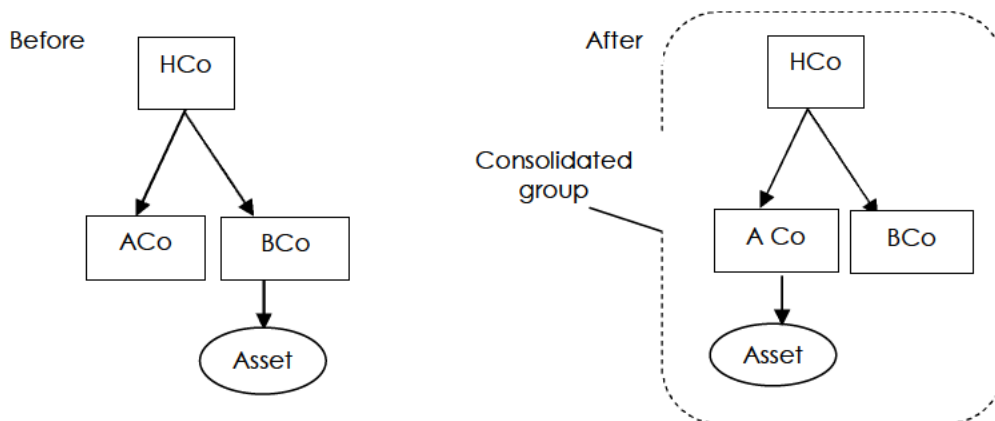 Before
HCo
ACo
BCo
Asset
After
HCo
Consolidated
group
A Co
BCo
Asset